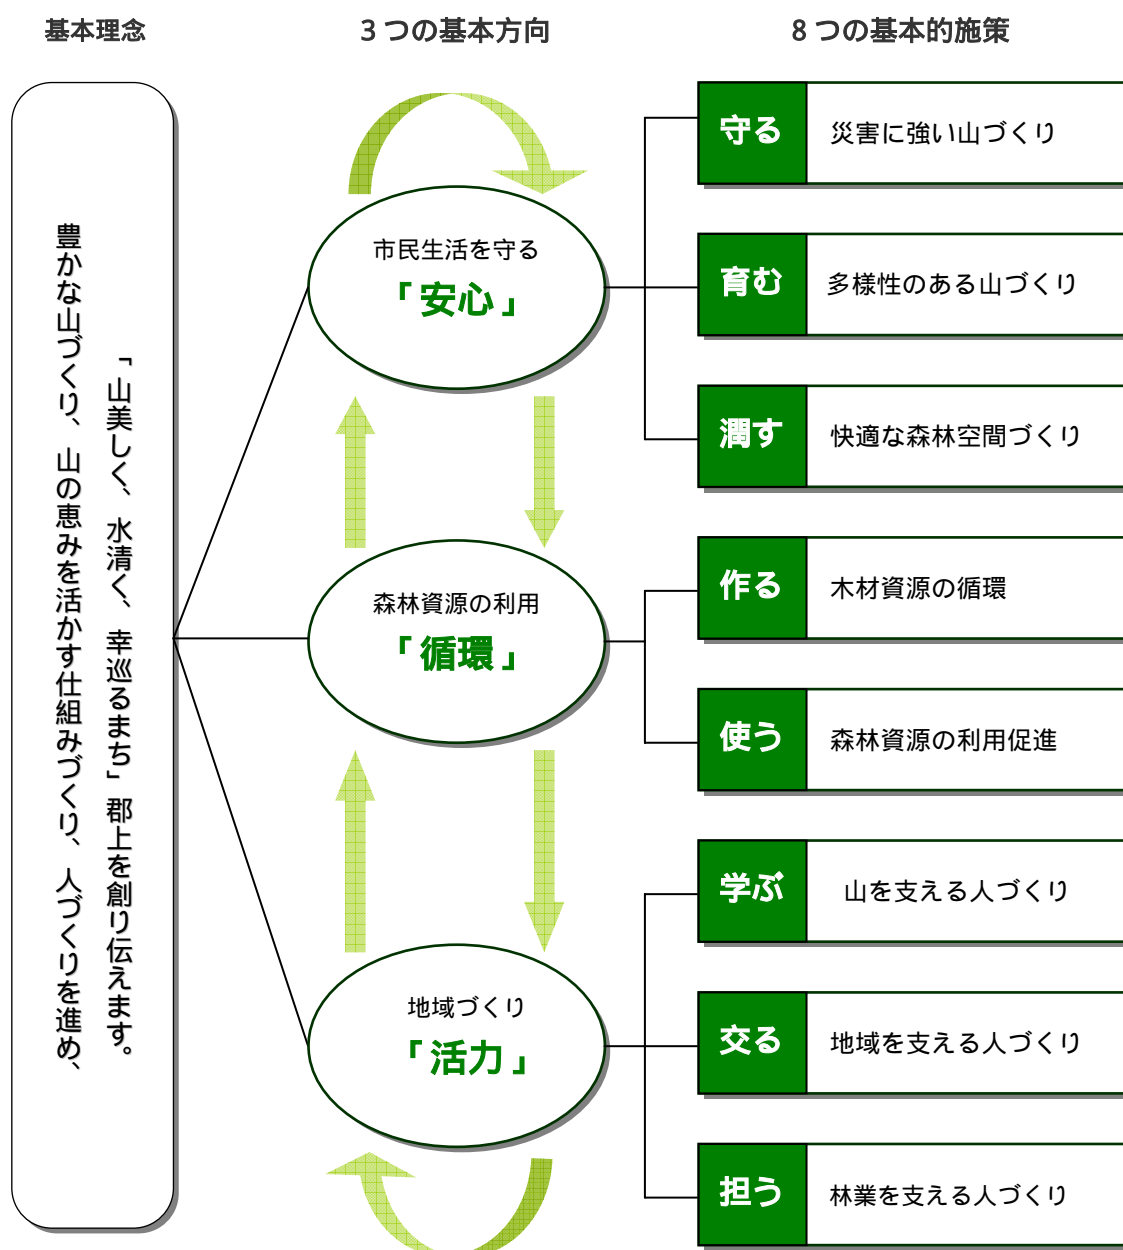 基本理念
3つの基本方向
8つの基本的施策
豊かな山づくり、山の恵みを活かす仕組みづくり、人づくりを進め、
「山美しく、水清く、幸巡るまち」郡上を創り伝えます。
市民生活を守る
「安心」
森林資源の利用
「循環」
地域づくり
「活力」
守る 災害に強い山づくり
育む 多様性のある山づくり
潤す 快適な森林空間づくり
作る 木材資源の循環
使う 森林資源の利用促進
学ぶ 山を支える人づくり
交る 地域を支える人づくり
担う 林業を支える人づくり